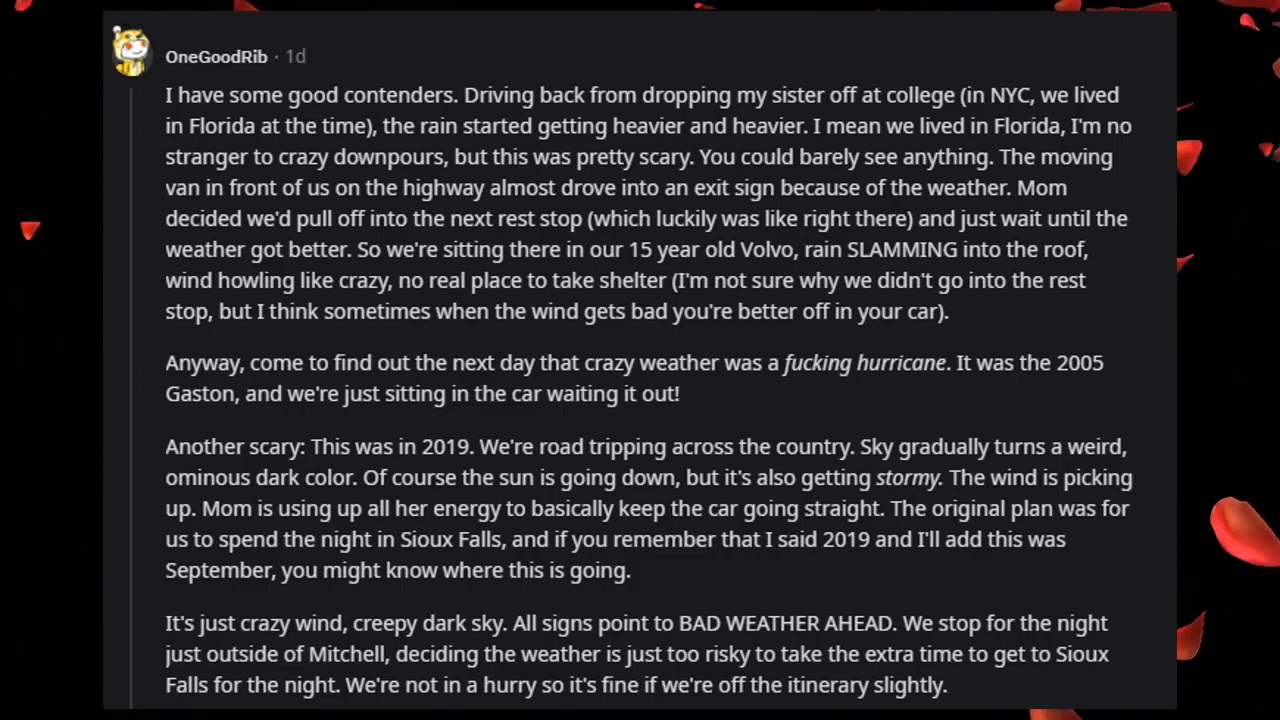 OneGoodRib · 1d
I have some good contenders. Driving back from dropping my sister off at college (in NYC, we lived
in Florida at the time), the rain started getting heavier and heavier. I mean we lived in Florida, I'm no
stranger to crazy downpours, but this was pretty scary. You could barely see anything. The moving
van in front of us on the highway almost drove into an exit sign because of the weather. Mom
decided we'd pull off into the next rest stop (which luckily was like right there) and just wait until the
weather got better. So we're sitting there in our 15 year old Volvo, rain SLAMMING into the roof,
wind howling like crazy, no real place to take shelter (I'm not sure why we didn't go into the rest
stop, but I think sometimes when the wind gets bad you're better off in your car).
Anyway, come to find out the next day that crazy weather was a fucking hurricane. It was the 2005
Gaston, and we're just sitting in the car waiting it out!
Another scary: This was in 2019. We're road tripping across the country. Sky gradually turns a weird,
ominous dark color. Of course the sun is going down, but it's also getting stormy. The wind is picking
up. Mom is using up all her energy to basically keep the car going straight. The original plan was for
us to spend the night in Sioux Falls, and if you remember that I said 2019 and I'll add this was
September, you might know where this is going.
It's just crazy wind, creepy dark sky. All signs point to BAD WEATHER AHEAD. We stop for the night
just outside of Mitchell, deciding the weather is just too risky to take the extra time to get to Sioux
Falls for the night. We're not in a hurry so it's fine if we're off the itinerary slightly.